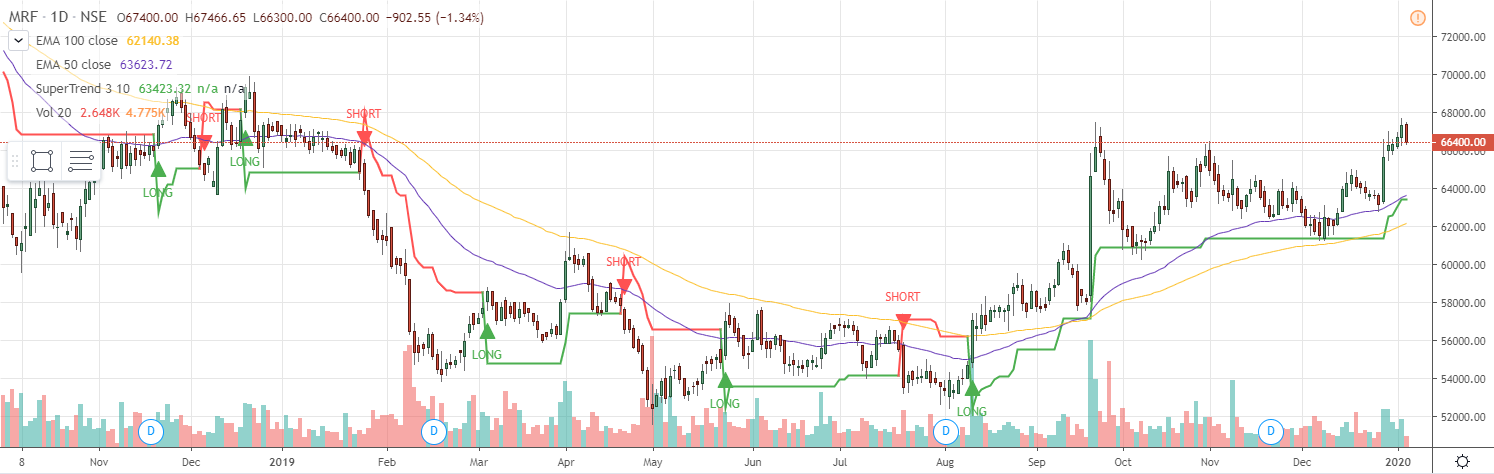 MRF · 1D · NSE O67400.00 H67466.65 L66300.00 C66400.00 −902.55 (−1.34%)
EMA 100 close 62140.38
EMA 50 close 63623.72
SuperTrend 3 10 63423.32 n/a n/a
Vol 20 2.648K 4.775K
SHORT
SHORT
LONG
LONG
SHORT
SHORT
LONG
LONG
LONG
72000.00
70000.00
68000.00
66400.00
66000.00
64000.00
62000.00
60000.00
58000.00
56000.00
54000.00
52000.00
D D D D
8 Nov Dec 2019 Feb Mar Apr May Jun Jul Aug Sep Oct Nov Dec 2020